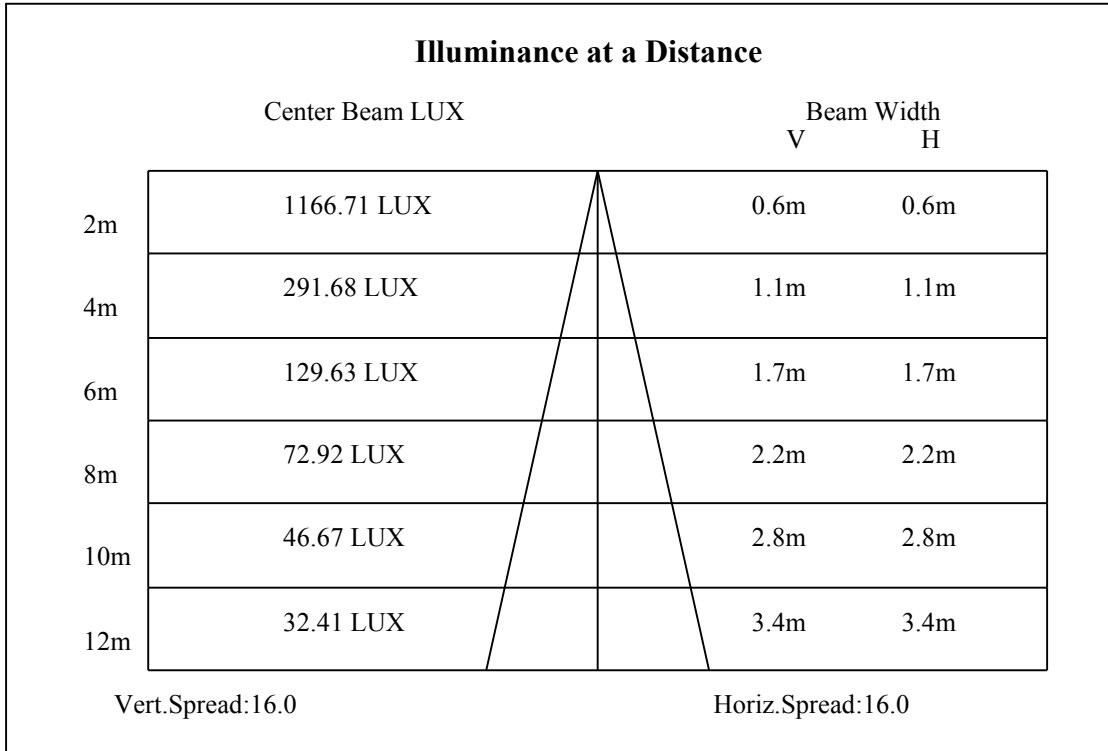 Illuminance at a Distance
Center Beam LUX Beam Width
V H
2m 1166.71 LUX 0.6m 0.6m
4m 291.68 LUX 1.1m 1.1m
6m 129.63 LUX 1.7m 1.7m
8m 72.92 LUX 2.2m 2.2m
10m 46.67 LUX 2.8m 2.8m
12m 32.41 LUX 3.4m 3.4m
Vert.Spread:16.0 Horiz.Spread:16.0